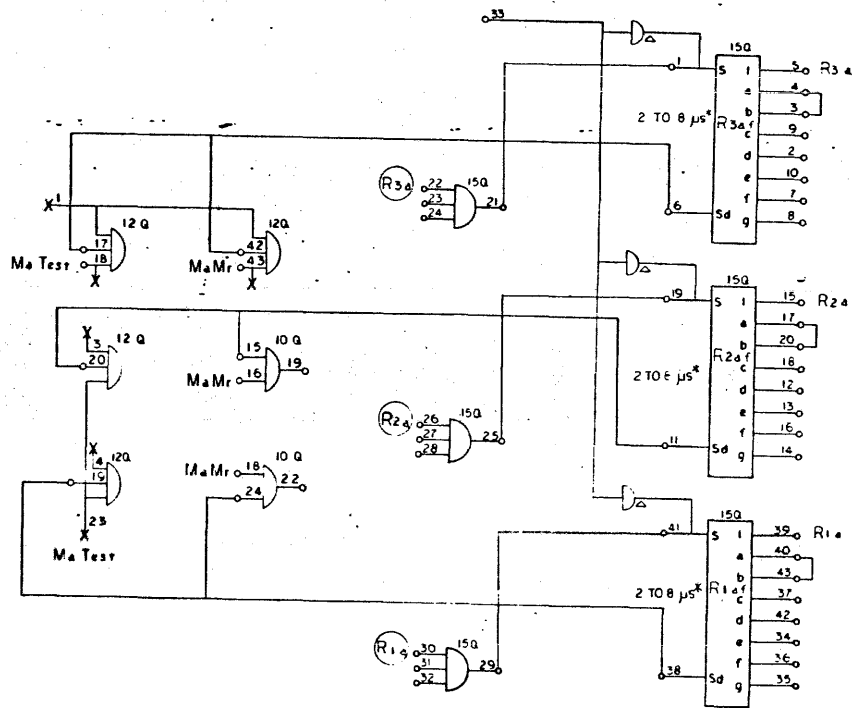 33
15Q
1 S 1 5 R3a
a 4
2 TO 8 µs* R3af b 3
c 9
d 2
e 10
6 Sd f 7
g 8
R3a 22 15Q
23 21
24
X 1
12Q 12Q
17 42
Ma Test 18 MaMr 43
X X
15Q
19 S 1 15 R2a
a 17
2 TO 8 µs* R2af b 20
c 18
d 12
e 13
11 Sd f 16
g 14
X 12Q 10Q
3 15
20 MaMr 16 19
R2a 26 15Q
27 25
28
X
4 12Q 10Q
19 MaMr 18
23 24 22
X
Ma Test
15Q
41 S 1 39 R1a
a 40
2 TO 8 µs* R1af b 43
c 37
d 42
e 34
38 Sd f 36
g 35
30 15Q
31 29
32